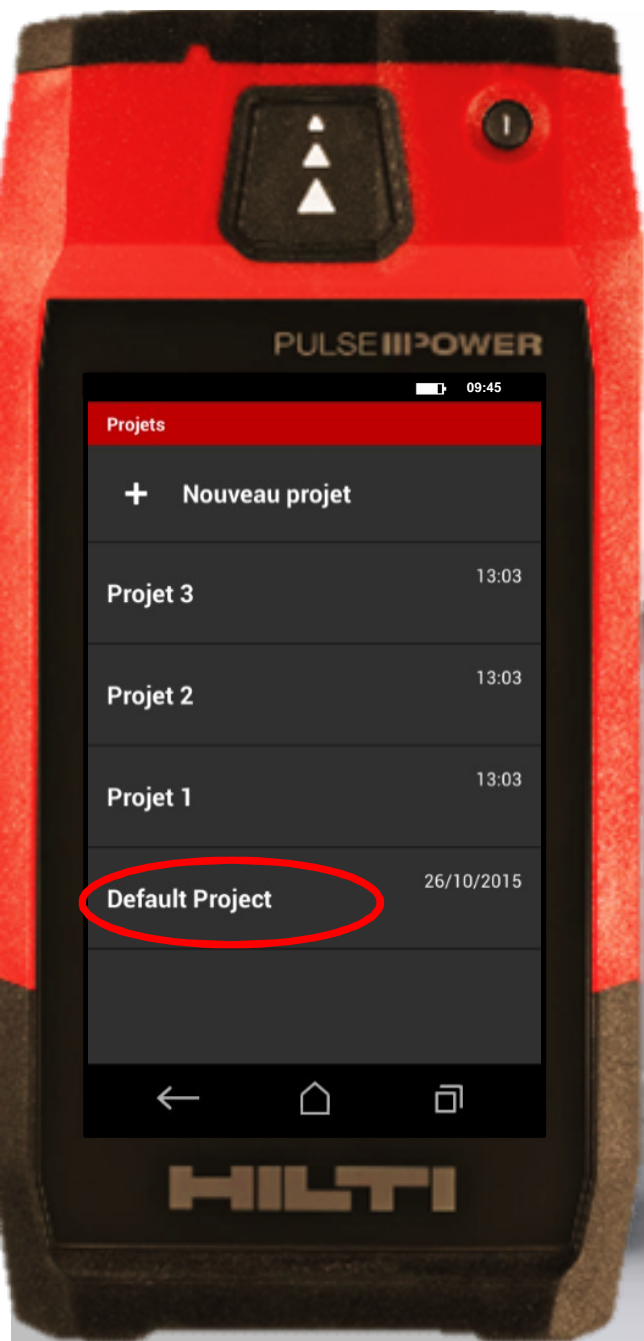 PULSE POWER
09:45
Projets
+ Nouveau projet
Projet 3 13:03
Projet 2 13:03
Projet 1 13:03
Default Project 26/10/2015
HILTI